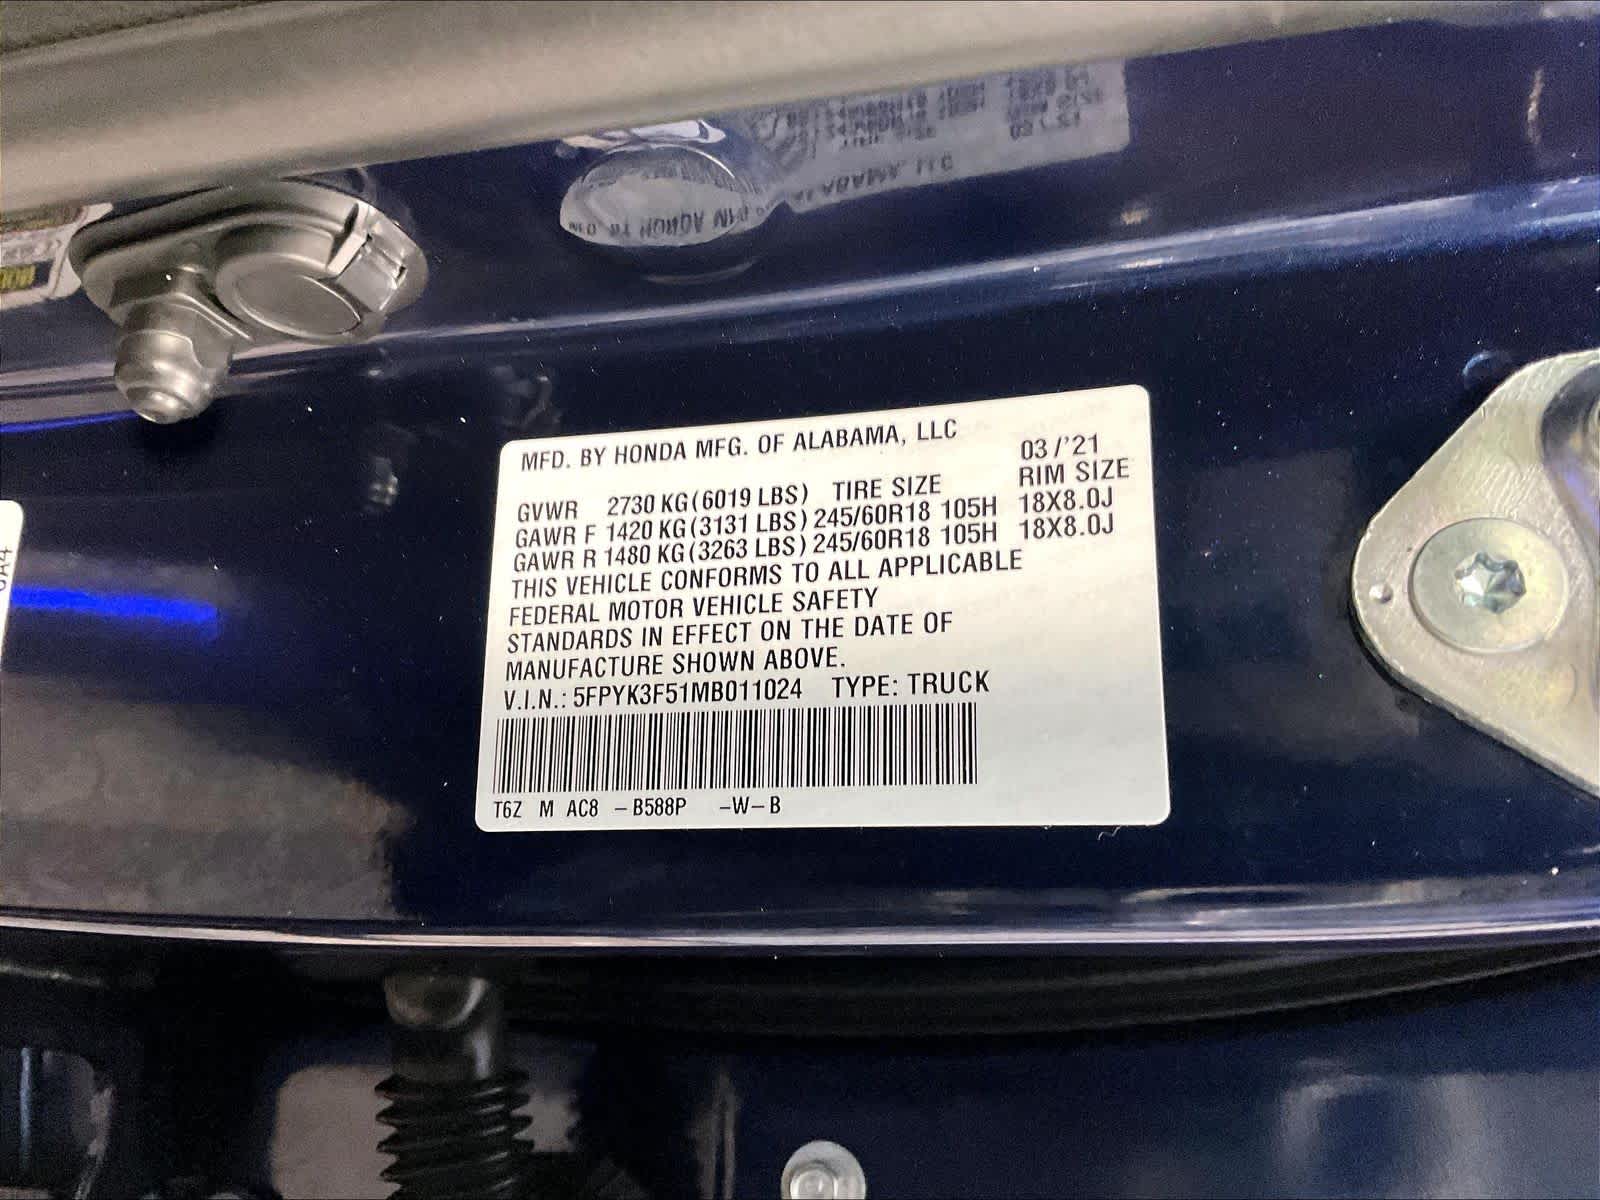 MFD. BY HONDA MFG. OF ALABAMA, LLC 03/'21
GVWR 2730 KG(6019 LBS) TIRE SIZE RIM SIZE
GAWR F 1420 KG(3131 LBS) 245/60R18 105H 18X8.0J
GAWR R 1480 KG(3263 LBS) 245/60R18 105H 18X8.0J
THIS VEHICLE CONFORMS TO ALL APPLICABLE
FEDERAL MOTOR VEHICLE SAFETY
STANDARDS IN EFFECT ON THE DATE OF
MANUFACTURE SHOWN ABOVE.
V.I.N.: 5FPYK3F51MB011024 TYPE: TRUCK
T6Z M AC8 –B588P –W–B